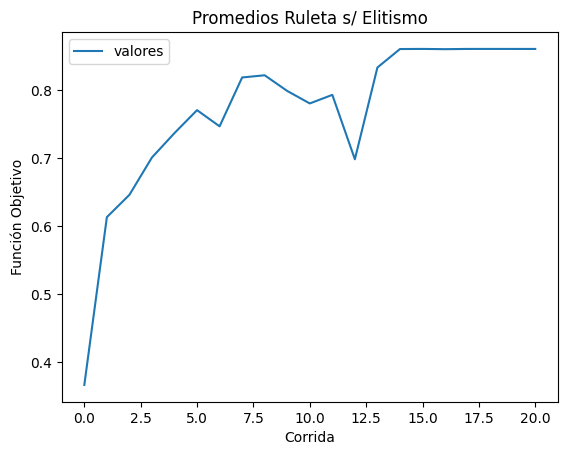 Promedios Ruleta s/ Elitismo
valores
Función Objetivo
0.8
0.7
0.6
0.5
0.4
0.0 2.5 5.0 7.5 10.0 12.5 15.0 17.5 20.0
Corrida